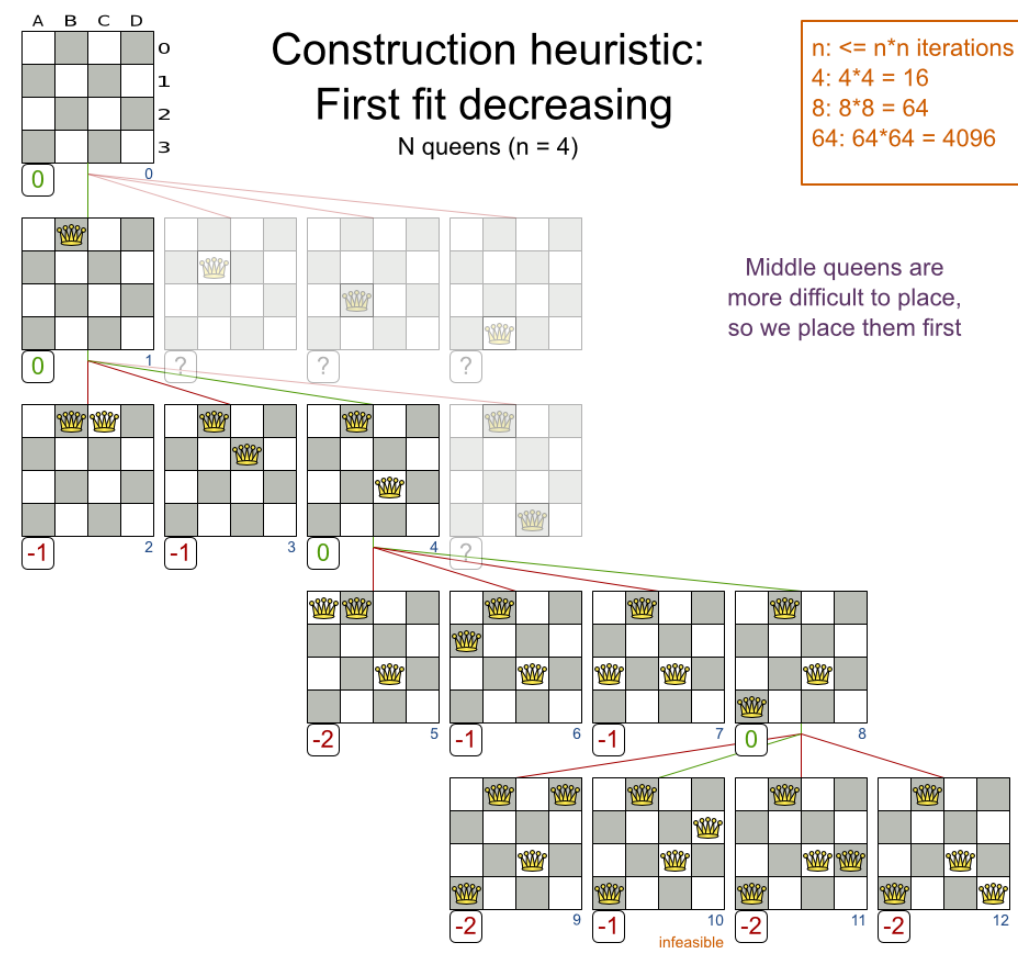 A B C D
Construction heuristic:
First fit decreasing
N queens (n = 4)
n: <= n*n iterations
4: 4*4 = 16
8: 8*8 = 64
64: 64*64 = 4096
0
1
2
3
0 0
Middle queens are
more difficult to place,
so we place them first
0 1 ? ? ?
-1 2 -1 3 0 4 ?
-2 5 -1 6 -1 7 0 8
-2 9 -1 10 -2 11 -2 12
infeasible